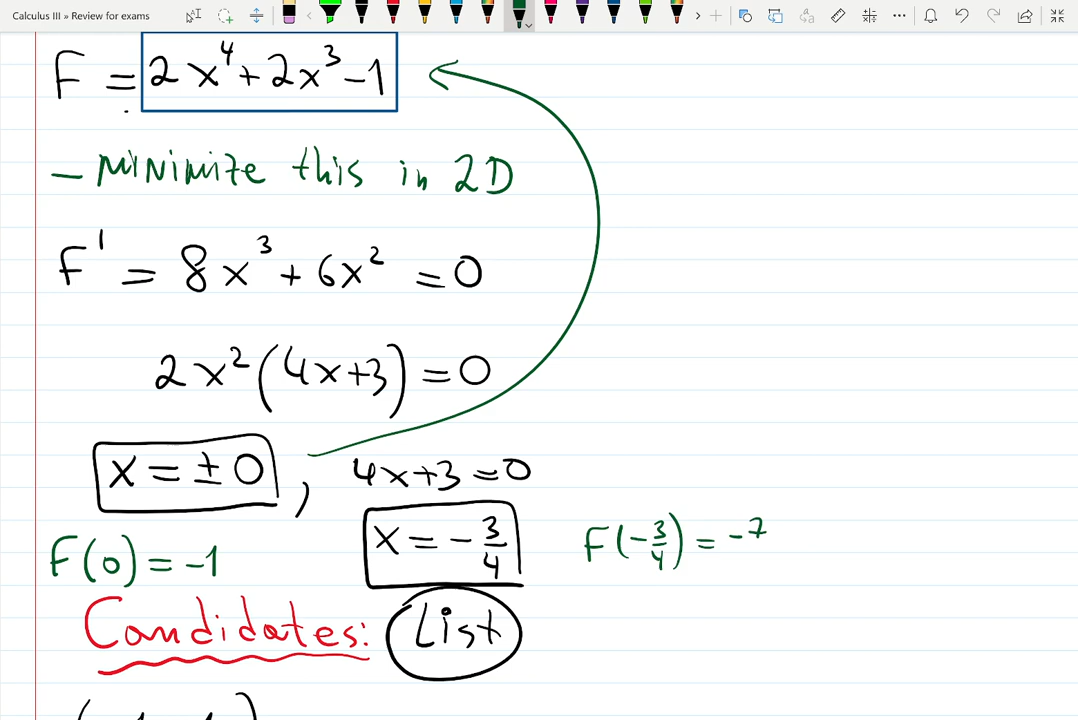 Calculus III » Review for exams
F = 2x⁴+2x³-1
- Minimize this in 2D
F' = 8x³+6x² = 0
2x²(4x+3) = 0
x = ± 0 , 4x+3 = 0
x = -3/4
F(0) = -1
F(-3/4) = -7
Candidates: List